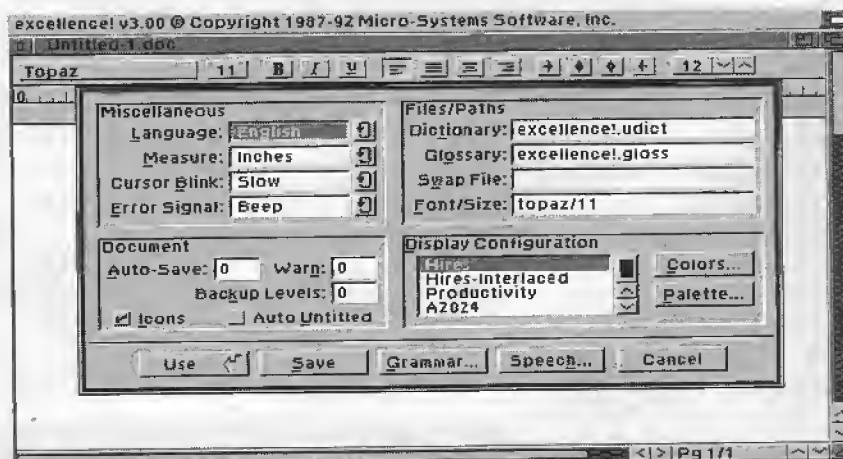 excellence! v3.00 © Copyright 1987-92 Micro-Systems Software, Inc.
Untitled-1.doc
Topaz 11 B I U 12
0
Miscellaneous
Language: English
Measure: Inches
Cursor Blink: Slow
Error Signal: Beep
Files/Paths
Dictionary: excellence!.udict
Glossary: excellence!.gloss
Swap File:
Font/Size: topaz/11
Document
Auto-Save: 0 Warn: 0
Backup Levels: 0
Icons Auto Untitled
Display Configuration
Hires
Hires-Interlaced
Productivity
A2024
Colors...
Palette...
Use Save Grammar... Speech... Cancel
<|> Pg 1/1